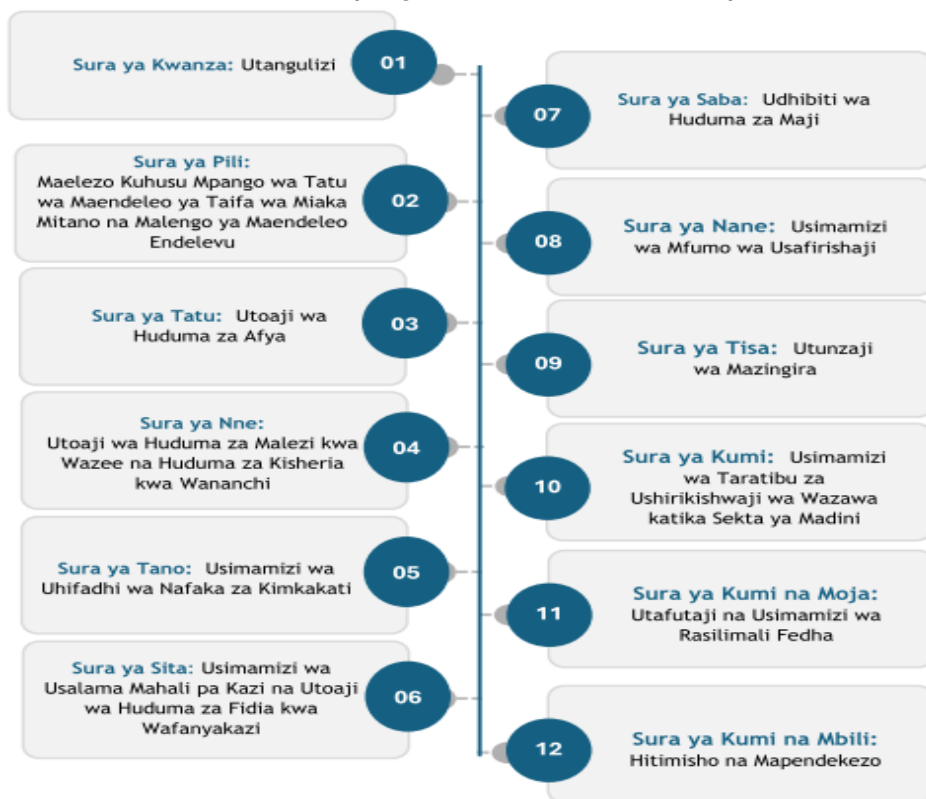 Sura ya Kwanza: Utangulizi
01
Sura ya Pili:
Maelezo Kuhusu Mpango wa Tatu
wa Maendeleo ya Taifa wa Miaka
Mitano na Malengo ya Maendeleo
Endelevu
02
Sura ya Tatu: Utoaji wa
Huduma za Afya
03
Sura ya Nne:
Utoaji wa Huduma za Malezi kwa
Wazee na Huduma za Kisheria
kwa Wananchi
04
Sura ya Tano: Usimamizi wa
Uhifadhi wa Nafaka za Kimkakati
05
Sura ya Sita: Usimamizi wa
Usalama Mahali pa Kazi na Utoaji
wa Huduma za Fidia kwa
Wafanyakazi
06
07
Sura ya Saba: Udhibiti wa
Huduma za Maji
08
Sura ya Nane: Usimamizi
wa Mfumo wa Usafirishaji
09
Sura ya Tisa: Utunzaji
wa Mazingira
10
Sura ya Kumi: Usimamizi
wa Taratibu za
Ushirikishwaji wa Wazawa
katika Sekta ya Madini
11
Sura ya Kumi na Moja:
Utafutaji na Usimamizi wa
Rasilimali Fedha
12
Sura ya Kumi na Mbili:
Hitimisho na Mapendekezo